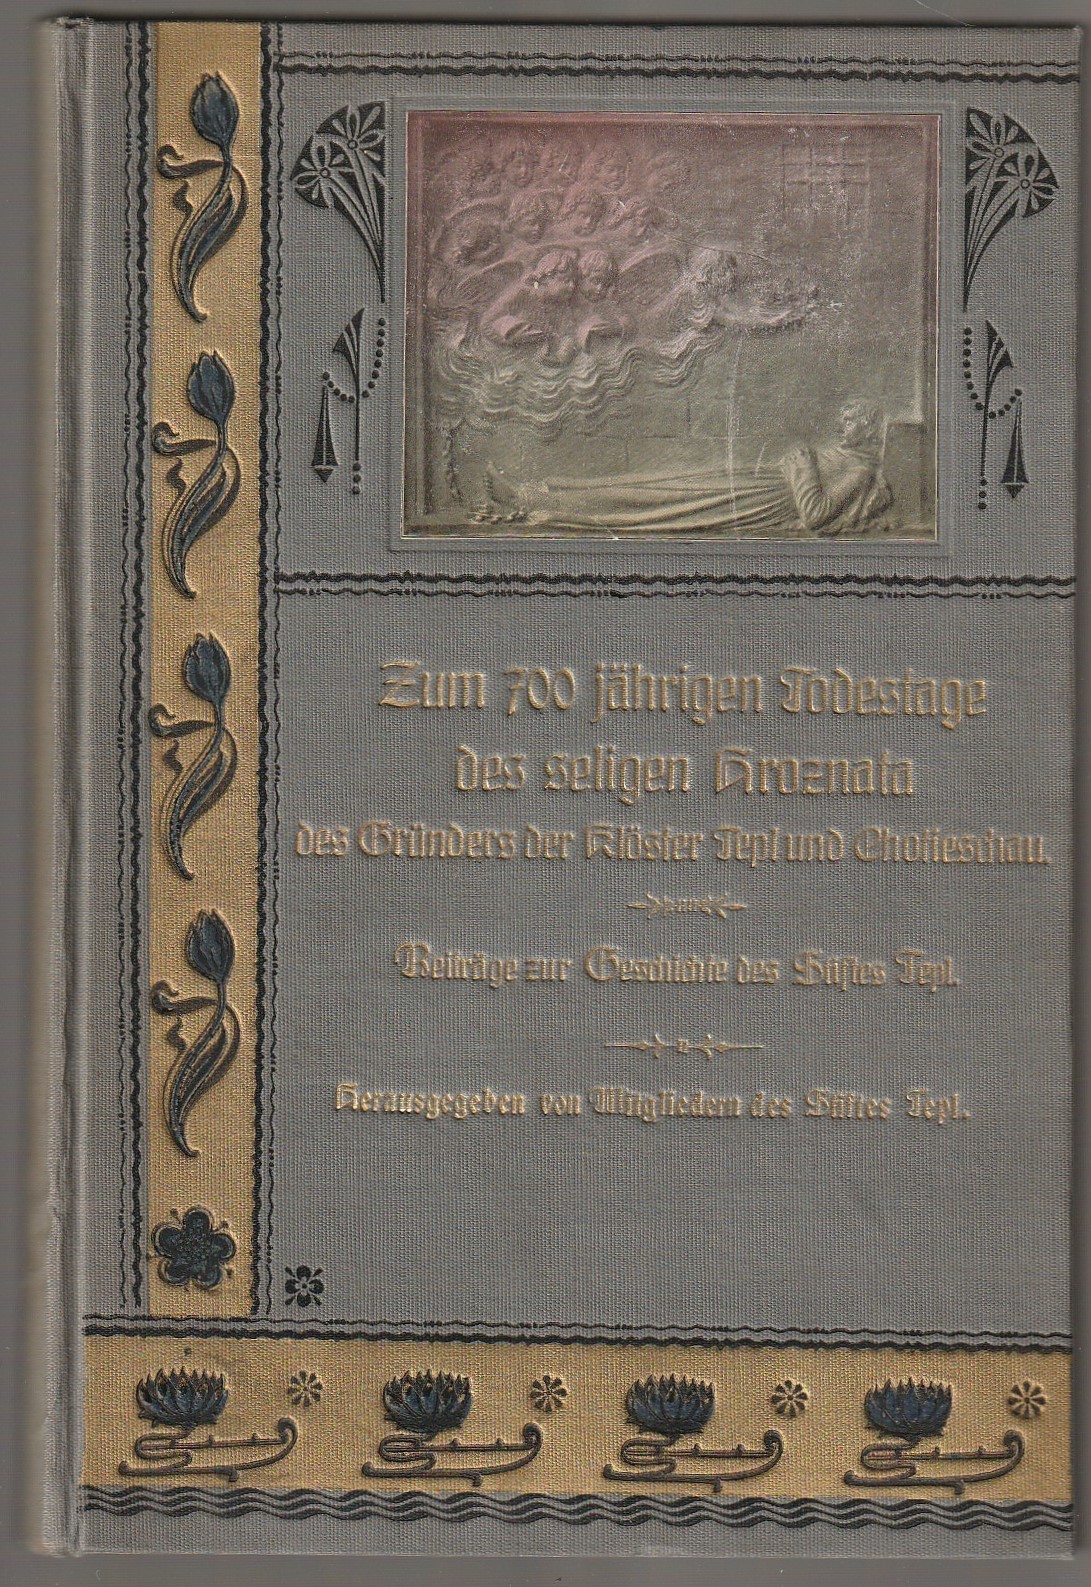 Zum 700 jährigen Todestage
des seligen Hroznata
des Gründers der Klöster Tepl und Chotieschau.
Beiträge zur Geschichte des Stiftes Tepl.
Herausgegeben von Mitgliedern des Stiftes Tepl.